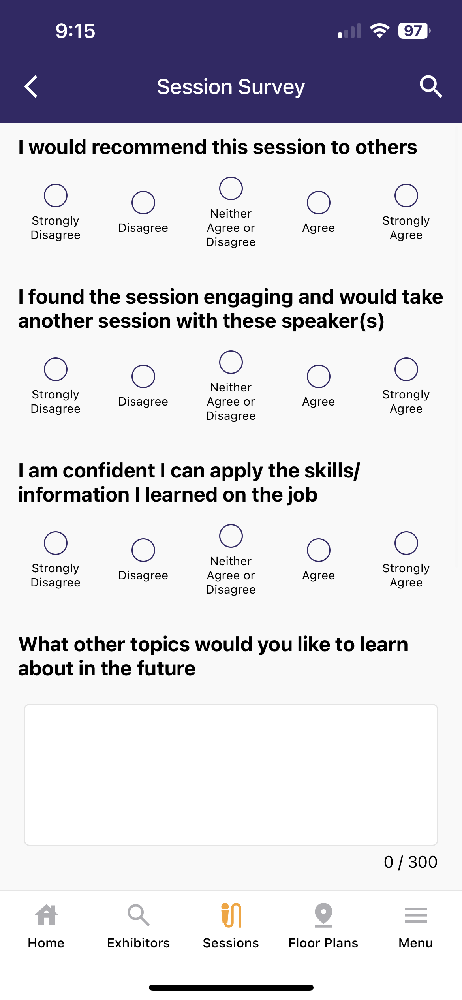 9:15
97
Session Survey
I would recommend this session to others
Strongly Disagree
Disagree
Neither Agree or Disagree
Agree
Strongly Agree
I found the session engaging and would take
another session with these speaker(s)
Strongly Disagree
Disagree
Neither Agree or Disagree
Agree
Strongly Agree
I am confident I can apply the skills/
information I learned on the job
Strongly Disagree
Disagree
Neither Agree or Disagree
Agree
Strongly Agree
What other topics would you like to learn
about in the future
0 / 300
Home
Exhibitors
Sessions
Floor Plans
Menu